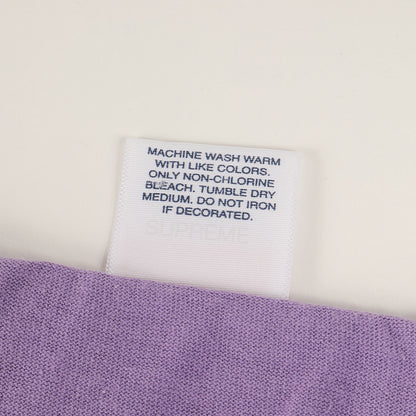 MACHINE WASH WARM
WITH LIKE COLORS.
ONLY NON-CHLORINE
BLEACH. TUMBLE DRY
MEDIUM. DO NOT IRON
IF DECORATED.
SUPREME